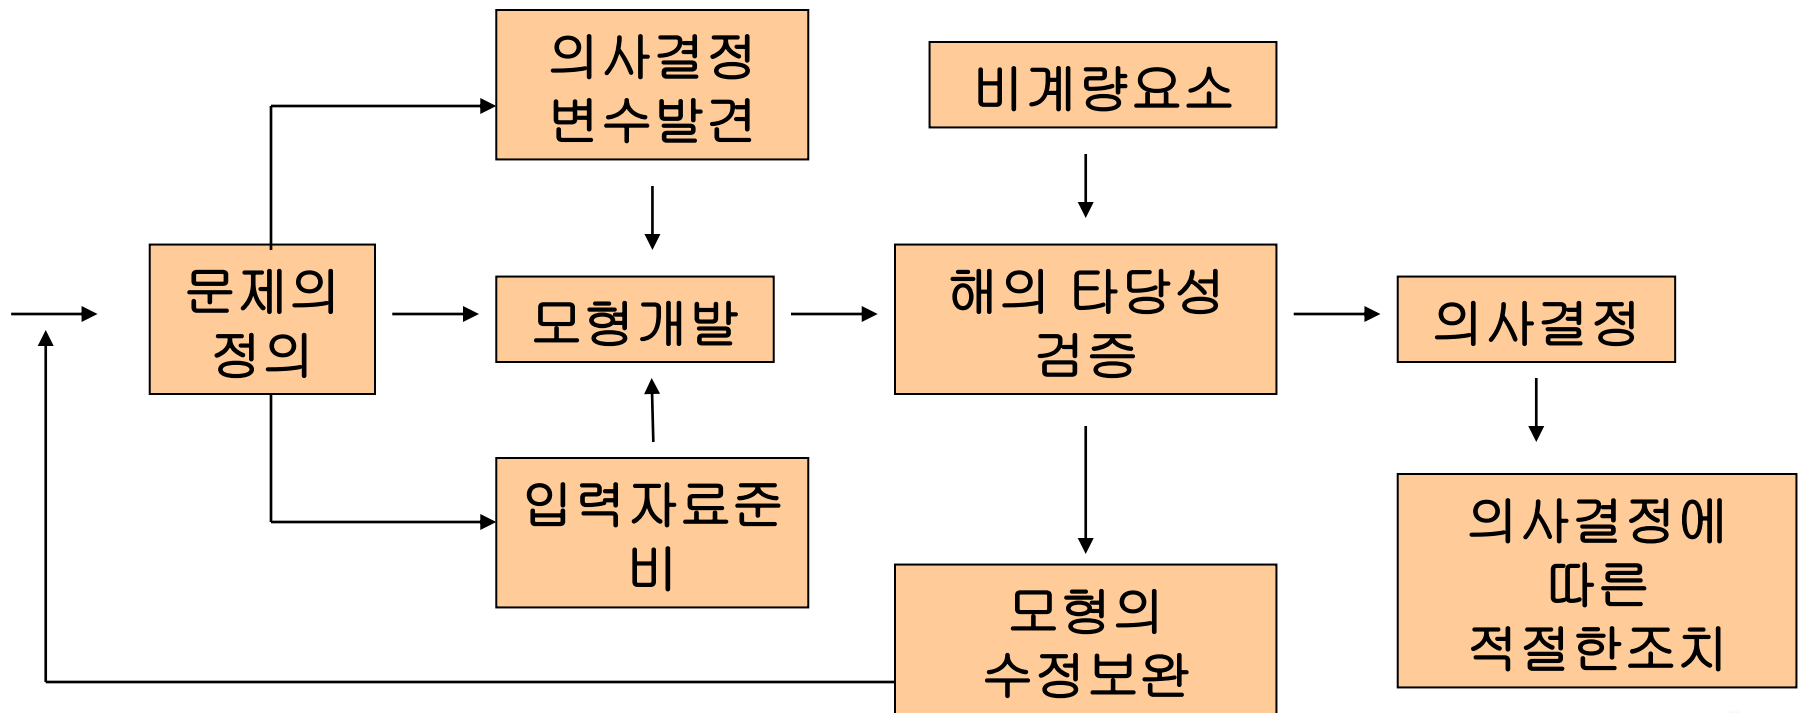 의사결정
변수발견
비계량요소
문제의
정의
모형개발
해의 타당성
검증
의사결정
입력자료준
비
모형의
수정보완
의사결정에
따른
적절한조치